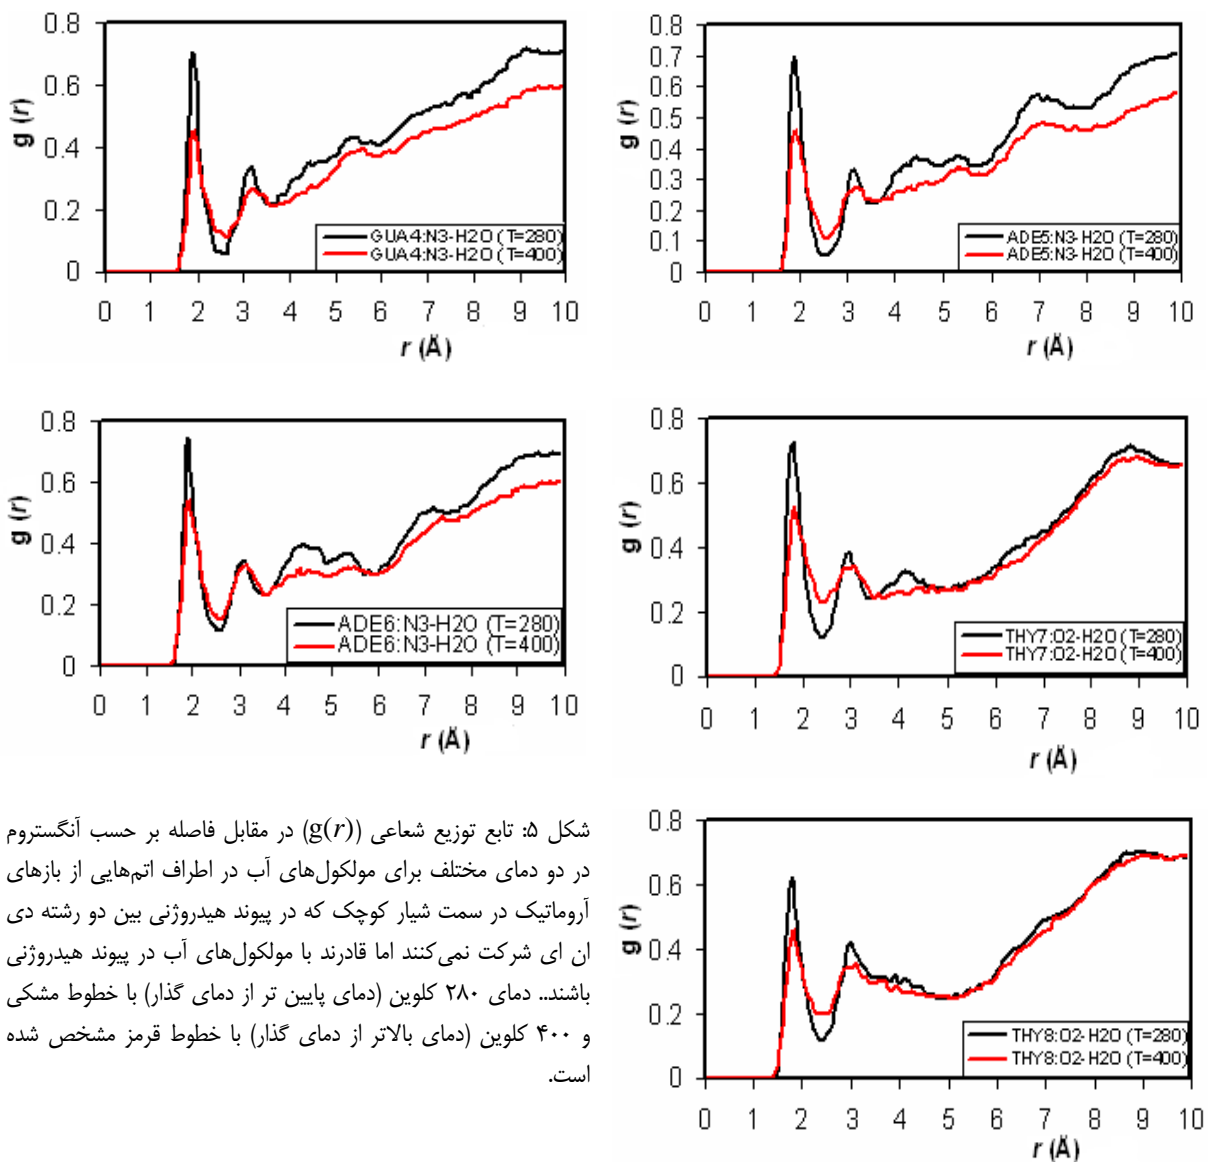 0.8
0.6
0.4
0.2
0
g (r)
GUA4:N3-H2O (T=280)
GUA4:N3-H2O (T=400)
0 1 2 3 4 5 6 7 8 9 10
r (Å)
0.8
0.7
0.6
0.5
0.4
0.3
0.2
0.1
0
g (r)
ADE5:N3-H2O (T=280)
ADE5:N3-H2O (T=400)
0 1 2 3 4 5 6 7 8 9 10
r (Å)
0.8
0.6
0.4
0.2
0
g (r)
ADE6:N3-H2O (T=280)
ADE6:N3-H2O (T=400)
0 1 2 3 4 5 6 7 8 9 10
r (Å)
0.8
0.6
0.4
0.2
0
g (r)
THY7:O2-H2O (T=280)
THY7:O2-H2O (T=400)
0 1 2 3 4 5 6 7 8 9 10
r (Å)
شکل ۵: تابع توزیع شعاعی (g(r)) در مقابل فاصله بر حسب آنگستروم
در دو دمای مختلف برای مولکول‌های آب در اطراف اتم‌هایی از بازهای
آروماتیک در سمت شیار کوچک که در پیوند هیدروژنی بین دو رشته دی
ان ای شرکت نمی‌کنند اما قادرند با مولکول‌های آب در پیوند هیدروژنی
باشند.. دمای ۲۸۰ کلوین (دمای پایین تر از دمای گذار) با خطوط مشکی
و ۴۰۰ کلوین (دمای بالاتر از دمای گذار) با خطوط قرمز مشخص شده
است.
0.8
0.6
0.4
0.2
0
g (r)
THY8:O2-H2O (T=280)
THY8:O2-H2O (T=400)
0 1 2 3 4 5 6 7 8 9 10
r (Å)